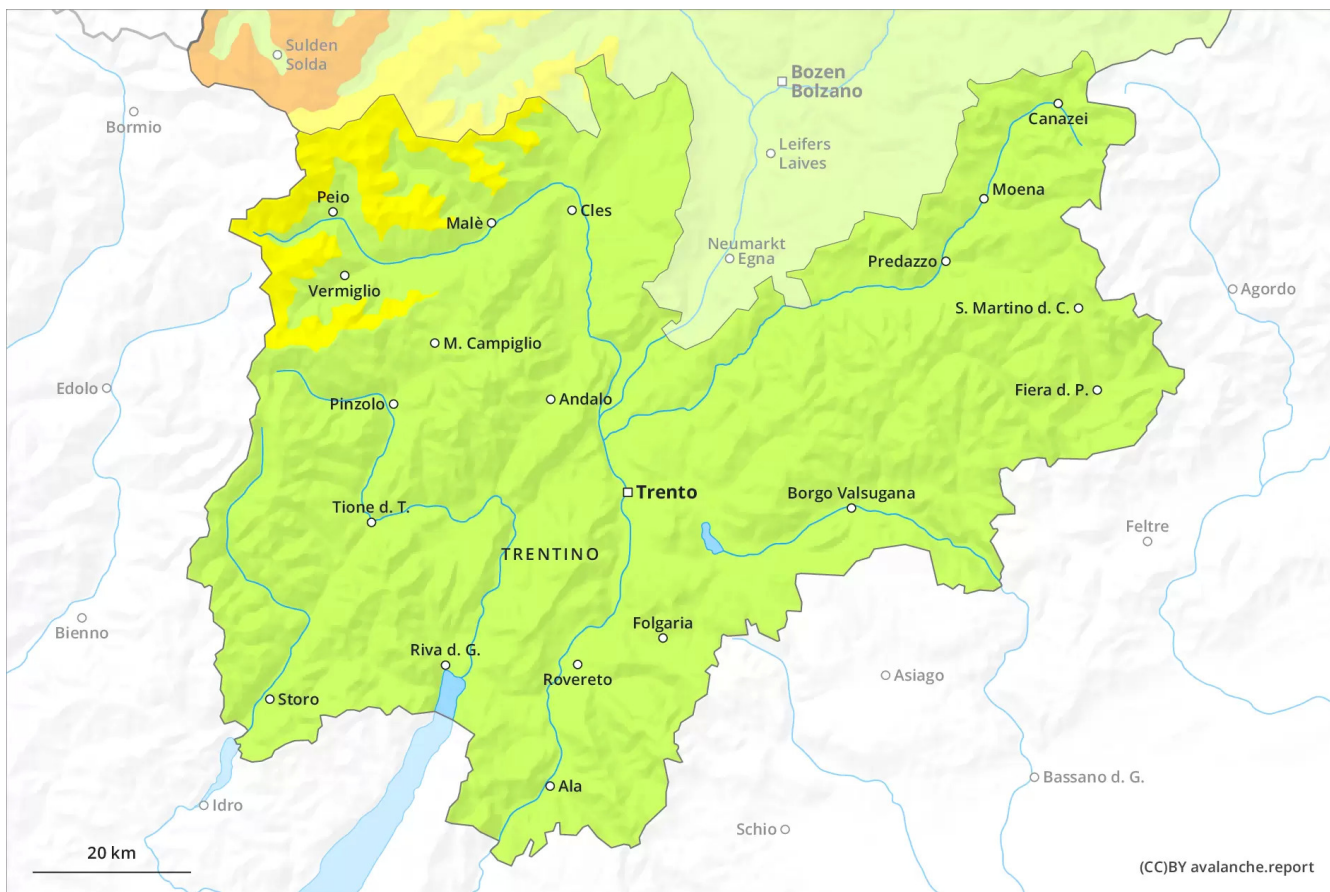 Sulden
Solda
Bozen
Bolzano
Bormio
Canazei
Leifers
Laives
Peio
Moena
Malè
Cles
Neumarkt
Egna
Predazzo
Vermiglio
Agordo
S. Martino d. C.
M. Campiglio
Edolo
Fiera d. P.
Pinzolo
Andalo
Trento
Borgo Valsugana
Tione d. T.
Feltre
TRENTINO
Bienno
Folgaria
Riva d. G.
Asiago
Rovereto
Storo
Bassano d. G.
Ala
Idro
Schio
20 km
(CC)BY avalanche.report